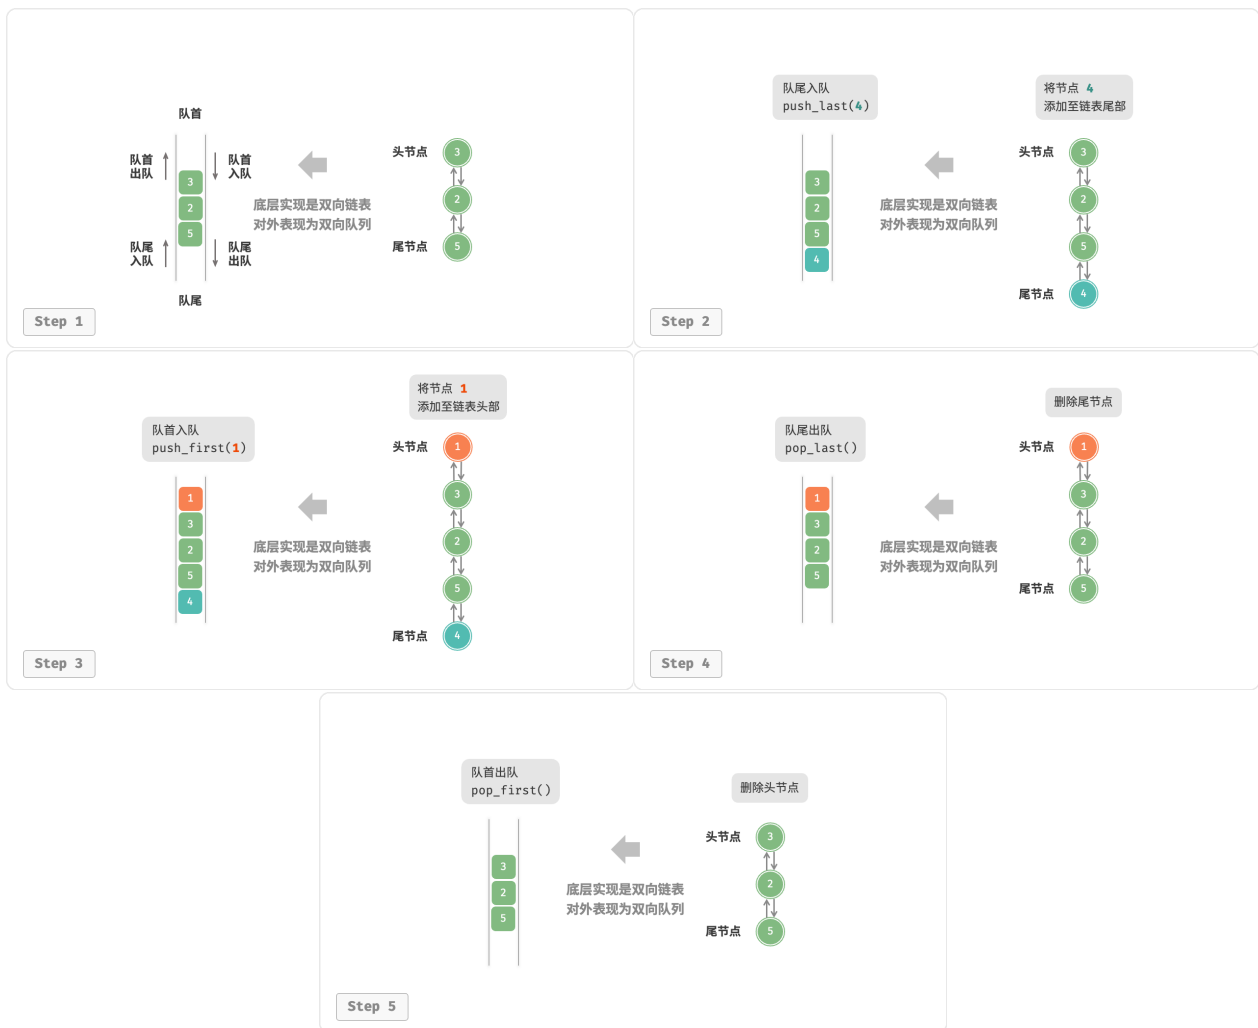 队首
队首
出队
队首
入队
3
2
5
队尾
入队
队尾
出队
队尾
底层实现是双向链表
对外表现为双向队列
头节点
3
2
尾节点
5
Step 1
队尾入队
push_last(4)
3
2
5
4
底层实现是双向链表
对外表现为双向队列
将节点 4
添加至链表尾部
头节点
3
2
5
尾节点
4
Step 2
队首入队
push_first(1)
1
3
2
5
4
底层实现是双向链表
对外表现为双向队列
将节点 1
添加至链表头部
头节点
1
3
2
5
尾节点
4
Step 3
队尾出队
pop_last()
1
3
2
5
底层实现是双向链表
对外表现为双向队列
删除尾节点
头节点
1
3
2
尾节点
5
Step 4
队首出队
pop_first()
3
2
5
底层实现是双向链表
对外表现为双向队列
删除头节点
头节点
3
2
尾节点
5
Step 5